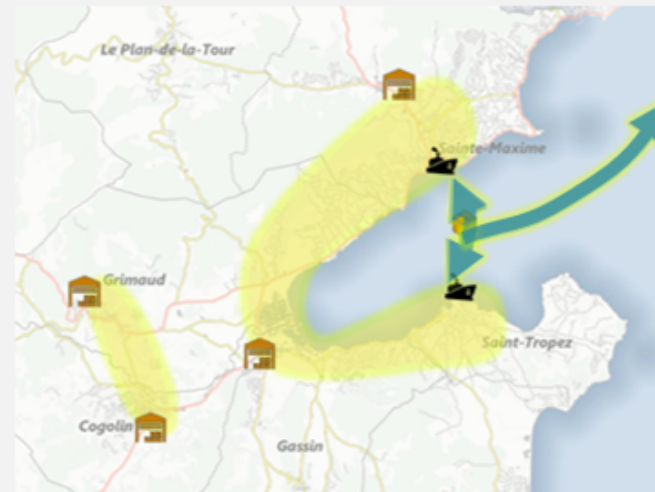 Le Plan-de-la-Tour
Sainte-Maxime
Grimaud
Saint-Tropez
Cogolin
Gassin